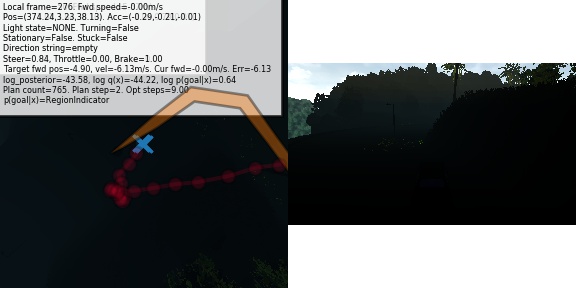 Local frame=276. Fwd speed=-0.00m/s
Pos=(374.24,3.23,38.13). Acc=(-0.29,-0.21,-0.01)
Light state=NONE. Turning=False
Stationary=False. Stuck=False
Direction string=empty
Steer=0.84, Throttle=0.00, Brake=1.00
Target fwd pos=-4.90, vel=-6.13m/s. Cur fwd=-0.00m/s. Err=-6.13
log_posterior=-43.58, log q(x)=-44.22, log p(goal|x)=0.64
Plan count=765. Plan step=2. Opt steps=9.00
p(goal|x)=RegionIndicator